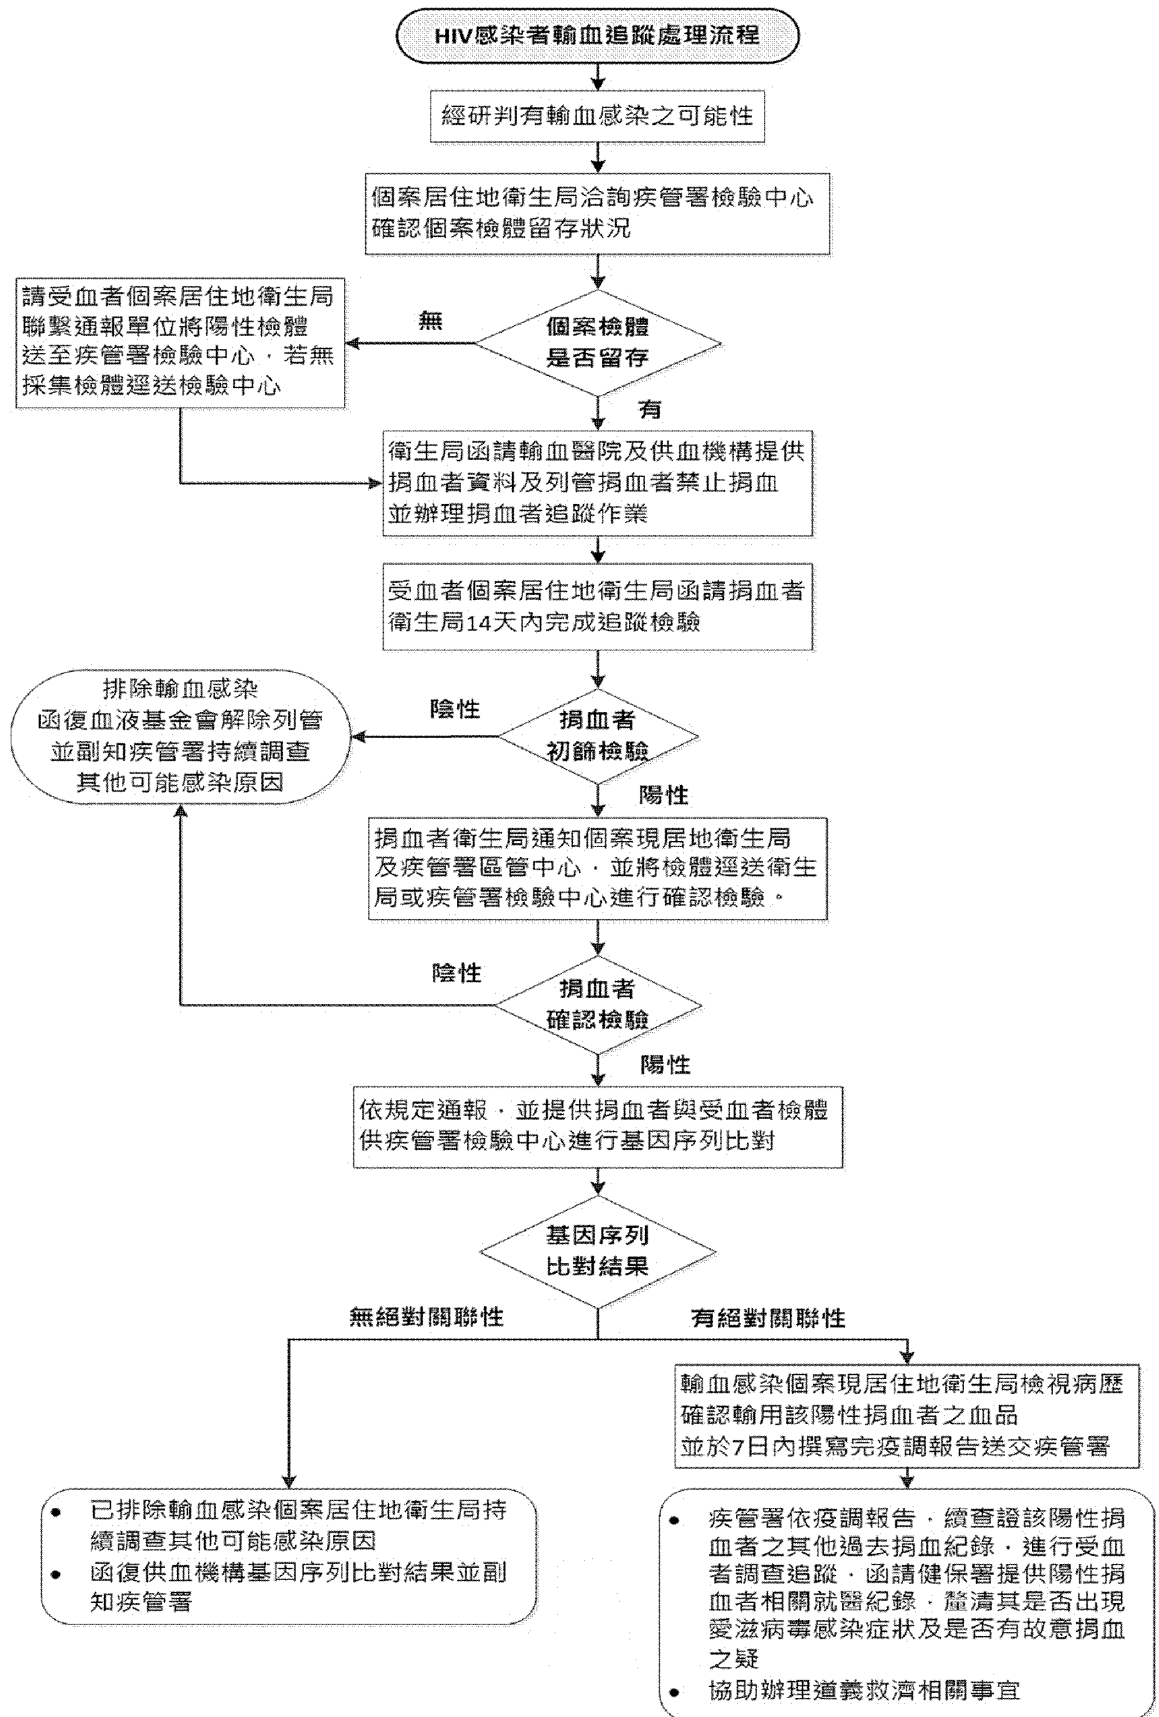 HIV感染者輸血追蹤處理流程
經研判有輸血感染之可能性
個案居住地衛生局洽詢疾管署檢驗中心
確認個案檢體留存狀況
請受血者個案居住地衛生局
聯繫通報單位將陽性檢體
送至疾管署檢驗中心，若無
採集檢體逕送檢驗中心
無
個案檢體
是否留存
有
衛生局函請輸血醫院及供血機構提供
捐血者資料及列管捐血者禁止捐血
並辦理捐血者追蹤作業
受血者個案居住地衛生局函請捐血者
衛生局14天內完成追蹤檢驗
排除輸血感染
函復血液基金會解除列管
並副知疾管署持續調查
其他可能感染原因
陰性
捐血者
初篩檢驗
陽性
捐血者衛生局通知個案現居地衛生局
及疾管署區管中心，並將檢體逕送衛生
局或疾管署檢驗中心進行確認檢驗。
陰性
捐血者
確認檢驗
陽性
依規定通報，並提供捐血者與受血者檢體
供疾管署檢驗中心進行基因序列比對
基因序列
比對結果
無絕對關聯性
有絕對關聯性
輸血感染個案現居住地衛生局檢視病歷
確認輸用該陽性捐血者之血品
並於7日內撰寫完疫調報告送交疾管署
• 已排除輸血感染個案居住地衛生局持
續調查其他可能感染原因
• 函復供血機構基因序列比對結果並副
知疾管署
• 疾管署依疫調報告，續查證該陽性捐
血者之其他過去捐血紀錄，進行受血
者調查追蹤，函請健保署提供陽性捐
血者相關就醫紀錄，釐清其是否出現
愛滋病毒感染症狀及是否有故意捐血
之疑
• 協助辦理道義救濟相關事宜